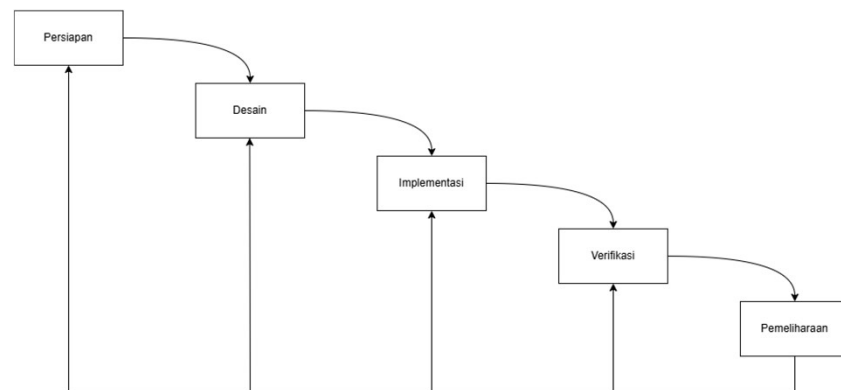 Persiapan
Desain
Implementasi
Verifikasi
Pemeliharaan